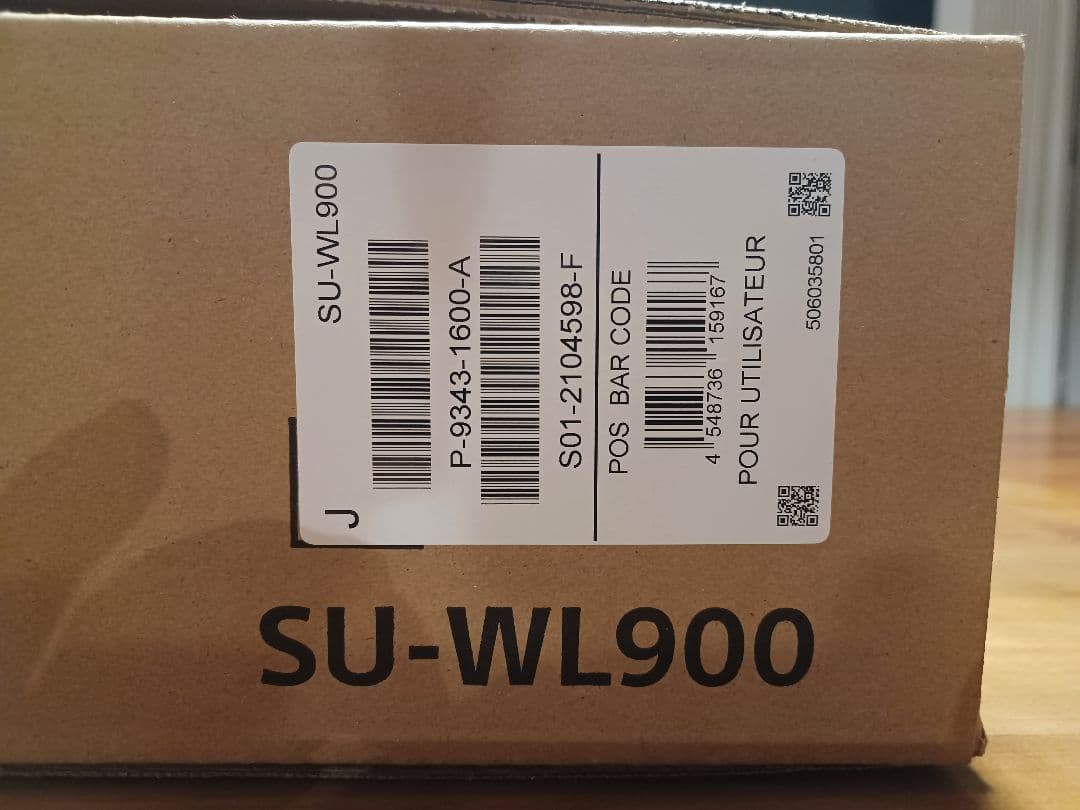 J SU-WL900
P-9343-1600-A
S01-2104598-F
POS BAR CODE
4 548736 159167
POUR UTILISATEUR
506035801
SU-WL900